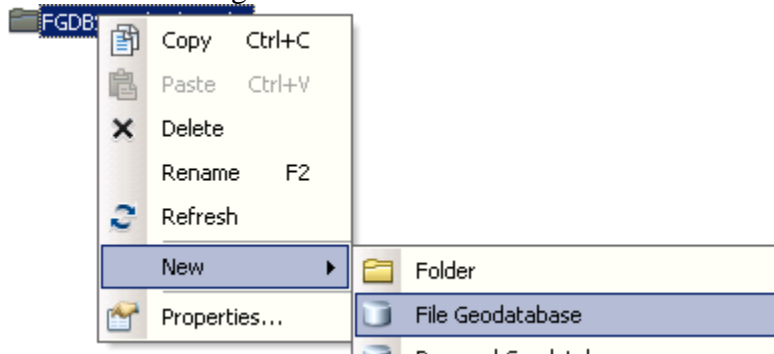 FGDB
Copy Ctrl+C
Paste Ctrl+V
Delete
Rename F2
Refresh
New
Folder
Properties...
File Geodatabase